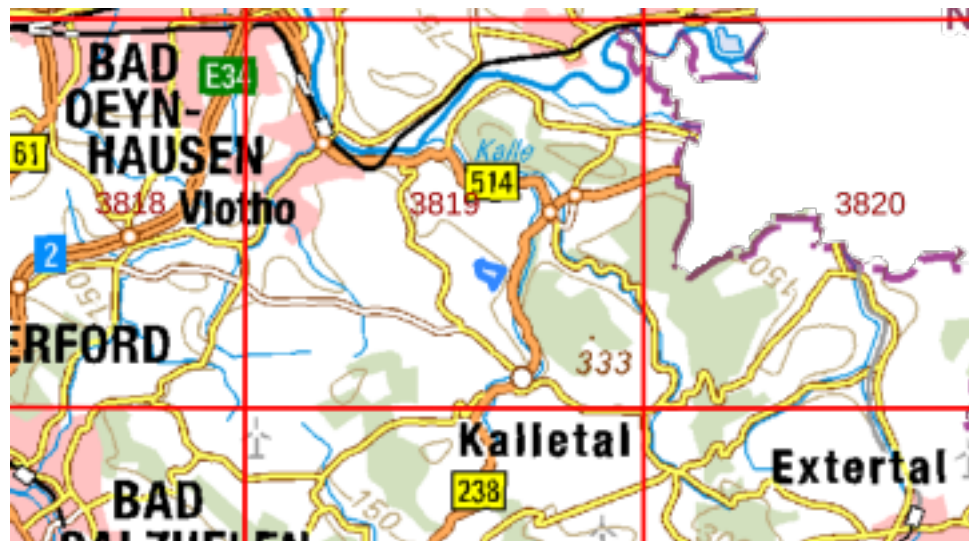 75
N
BAD
E34
OEYN-
61
HAUSEN
Kalle
514
3818
Vlotho
3819
3820
2
150
150
ERFORD
333
Kalletal
Extertal
238
BAD
150